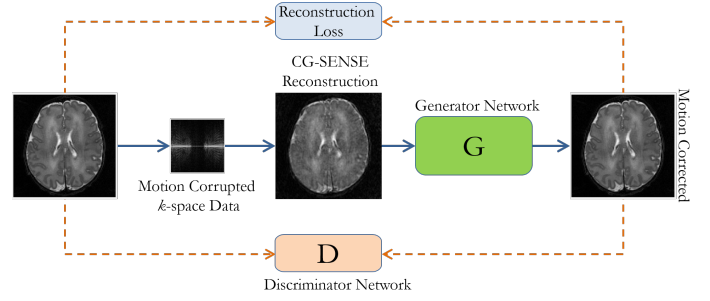 Reconstruction
Loss
CG-SENSE
Reconstruction
Generator Network
G
Motion Corrected
Motion Corrupted
k-space Data
D
Discriminator Network